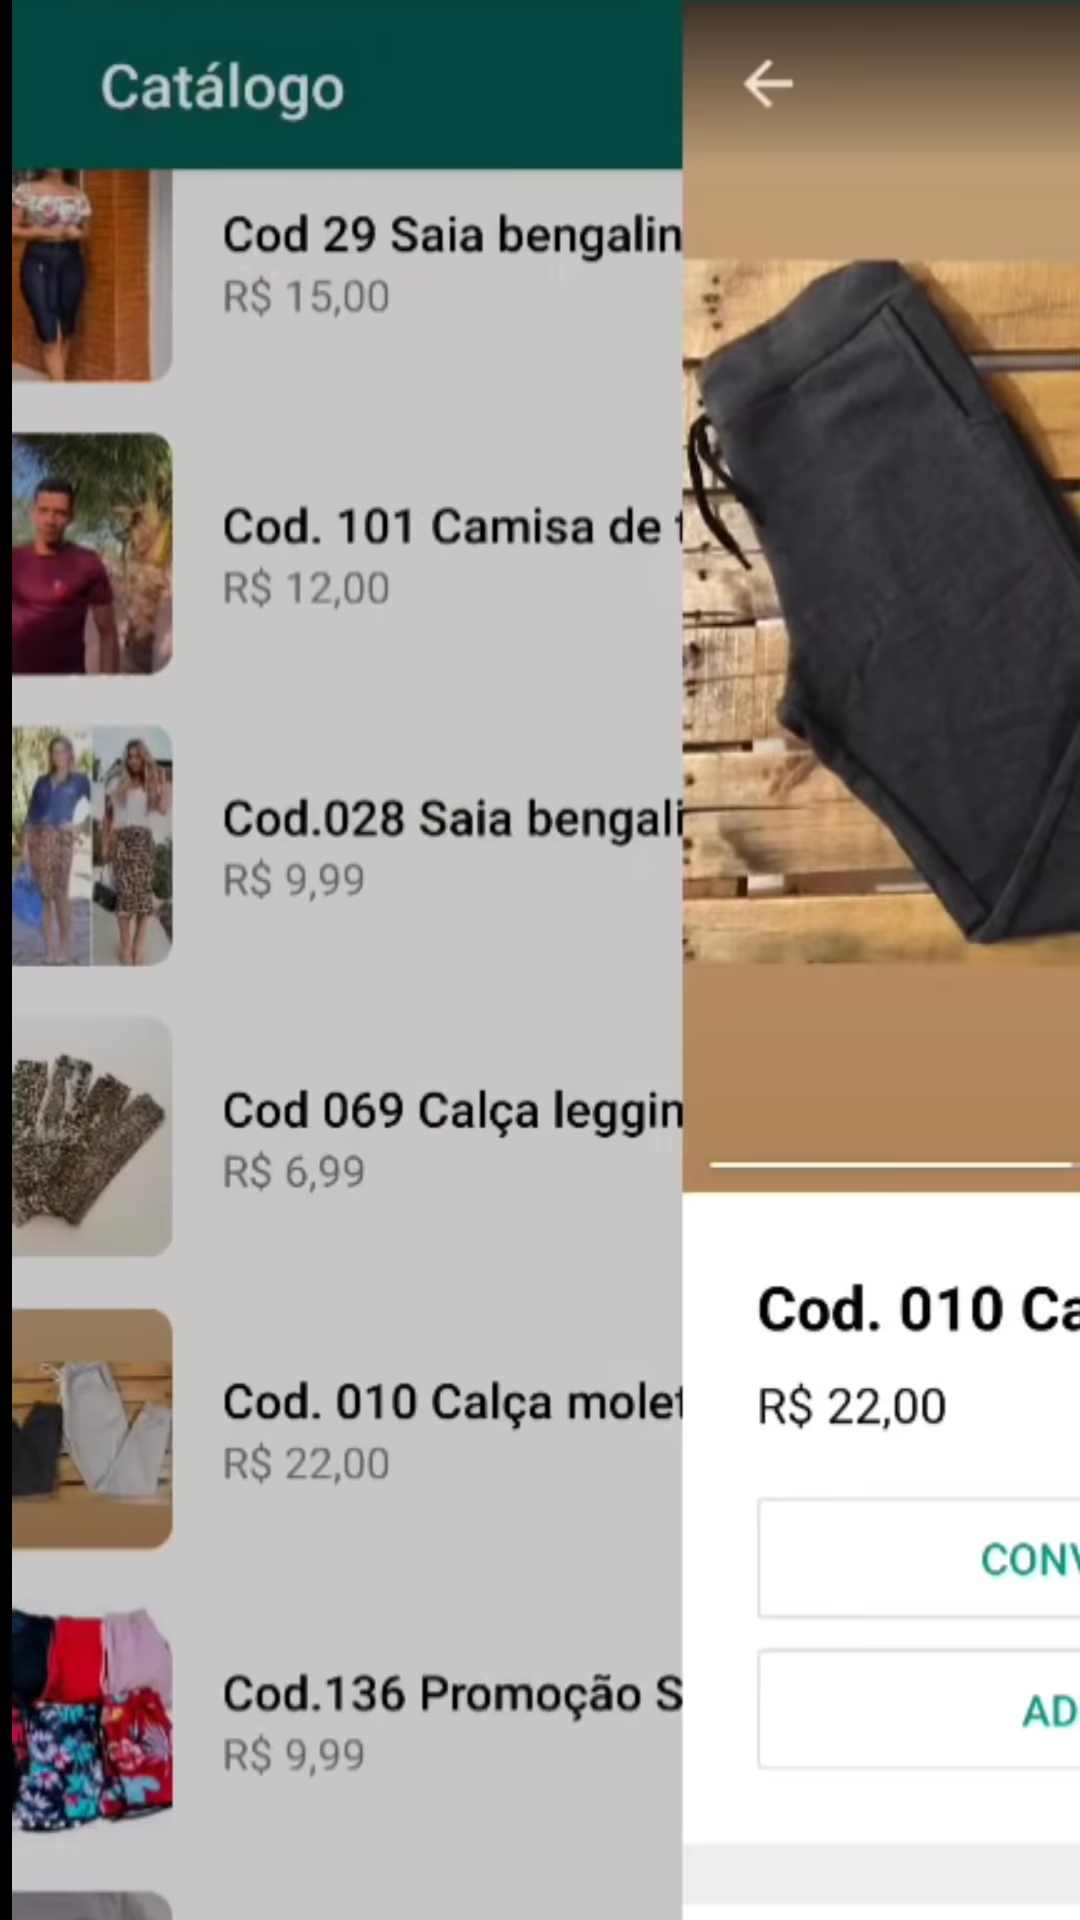 Catálogo
Cod 29 Saia bengalin
R$ 15,00
Cod. 101 Camisa de
R$ 12,00
Cod.028 Saia bengali
R$ 9,99
Cod 069 Calça leggin
R$ 6,99
Cod. 010 Calça molet
R$ 22,00
Cod.136 Promoção S
R$ 9,99
Cod. 010 Ca
R$ 22,00
CONV
AD